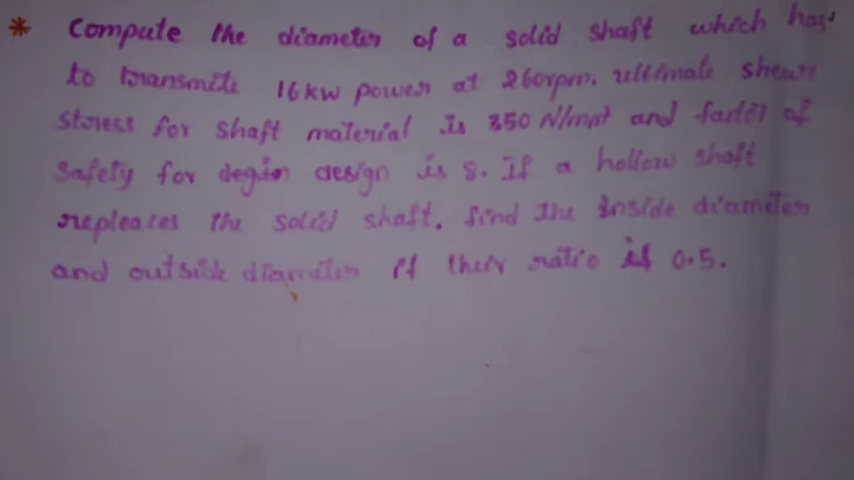 * Compute the diameter of a solid shaft which has
to transmite 16kw power at 260rpm. ultimate shear
stress for shaft material is 350 N/mm² and factor of
safety for design is 8. If a hollow shaft
repleaces the solid shaft. find the inside diameter
and outside diameter if their ratio is 0.5.